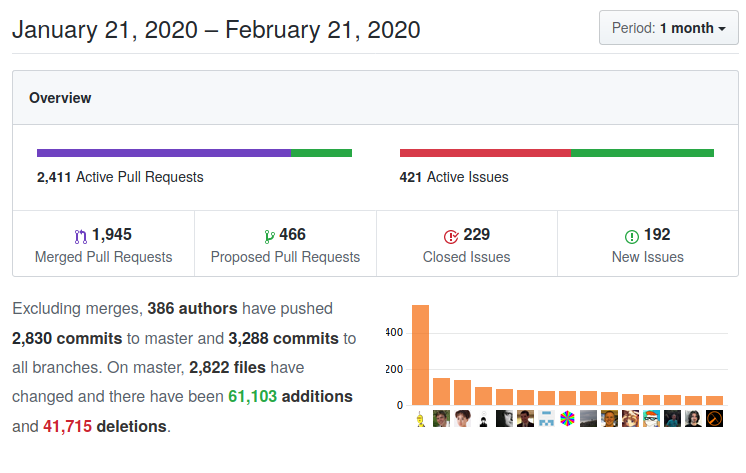 January 21, 2020 – February 21, 2020
Period: 1 month
Overview
2,411 Active Pull Requests
421 Active Issues
1,945
Merged Pull Requests
466
Proposed Pull Requests
229
Closed Issues
192
New Issues
Excluding merges, 386 authors have pushed
2,830 commits to master and 3,288 commits to
all branches. On master, 2,822 files have
changed and there have been 61,103 additions
and 41,715 deletions.
400
200
0